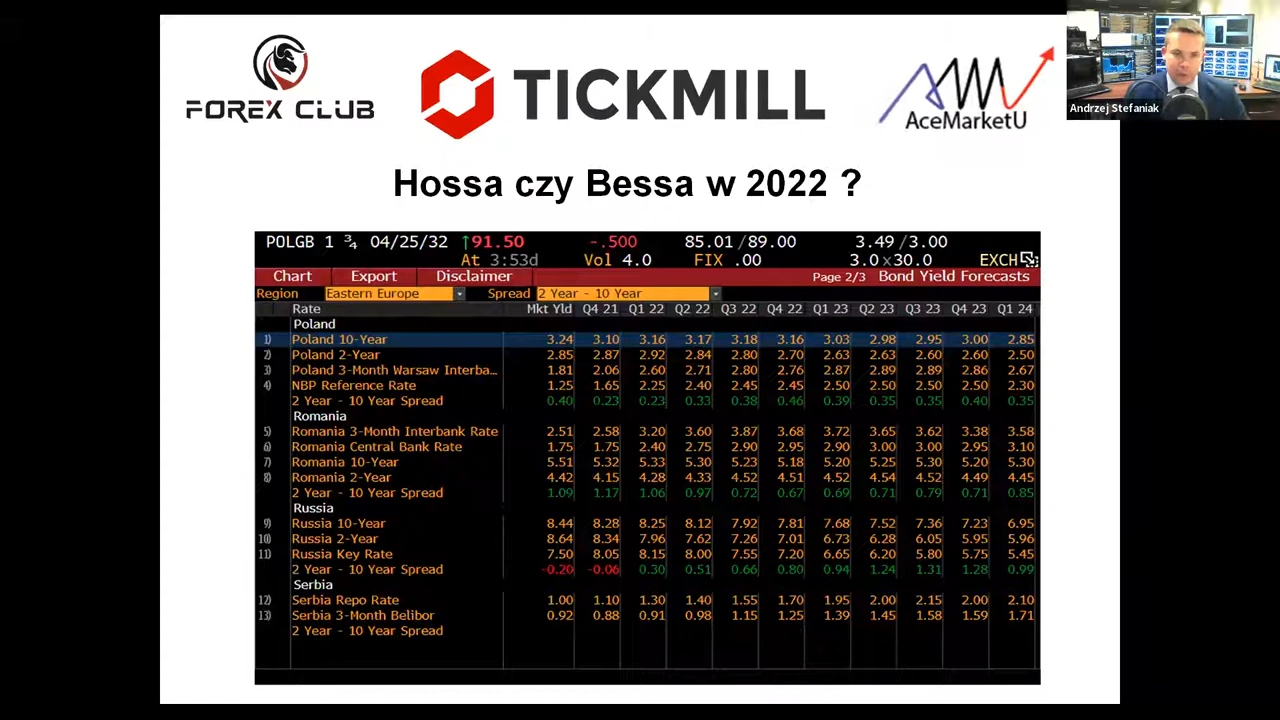 FOREX CLUB
TICKMILL
AceMarketU
Andrzej Stefaniak
Hossa czy Bessa w 2022 ?
POLGB 1 ¾ 04/25/32 ↑91.50 -.500 85.01/89.00 3.49/3.00
At 3:53d Vol 4.0 FIX .00 3.0x30.0 EXCH
Chart Export Disclaimer Page 2/3 Bond Yield Forecasts
Region Eastern Europe Spread 2 Year - 10 Year
Rate Mkt Yld Q4 21 Q1 22 Q2 22 Q3 22 Q4 22 Q1 23 Q2 23 Q3 23 Q4 23 Q1 24
Poland
1) Poland 10-Year 3.24 3.10 3.16 3.17 3.18 3.16 3.03 2.98 2.95 3.00 2.85
2) Poland 2-Year 2.85 2.87 2.92 2.84 2.80 2.70 2.63 2.63 2.60 2.60 2.50
3) Poland 3-Month Warsaw Interba... 1.81 2.06 2.60 2.71 2.80 2.76 2.87 2.89 2.89 2.86 2.67
4) NBP Reference Rate 1.25 1.65 2.25 2.40 2.45 2.45 2.50 2.50 2.50 2.50 2.30
2 Year - 10 Year Spread 0.40 0.23 0.23 0.33 0.38 0.46 0.39 0.35 0.35 0.40 0.35
Romania
5) Romania 3-Month Interbank Rate 2.51 2.58 3.20 3.60 3.87 3.68 3.72 3.65 3.62 3.38 3.58
6) Romania Central Bank Rate 1.75 1.75 2.40 2.75 2.90 2.95 2.90 3.00 3.00 2.95 3.10
7) Romania 10-Year 5.51 5.32 5.33 5.30 5.23 5.18 5.20 5.25 5.30 5.20 5.30
8) Romania 2-Year 4.42 4.15 4.28 4.33 4.52 4.51 4.52 4.54 4.52 4.49 4.45
2 Year - 10 Year Spread 1.09 1.17 1.06 0.97 0.72 0.67 0.69 0.71 0.79 0.71 0.85
Russia
9) Russia 10-Year 8.44 8.28 8.25 8.12 7.92 7.81 7.68 7.52 7.36 7.23 6.95
10) Russia 2-Year 8.64 8.34 7.96 7.62 7.26 7.01 6.73 6.28 6.05 5.95 5.96
11) Russia Key Rate 7.50 8.05 8.15 8.00 7.55 7.20 6.65 6.20 5.80 5.75 5.45
2 Year - 10 Year Spread -0.20 -0.06 0.30 0.51 0.66 0.80 0.94 1.24 1.31 1.28 0.99
Serbia
12) Serbia Repo Rate 1.00 1.10 1.30 1.40 1.55 1.70 1.95 2.00 2.15 2.00 2.10
13) Serbia 3-Month Belibor 0.92 0.88 0.91 0.98 1.15 1.25 1.39 1.45 1.58 1.59 1.71
2 Year - 10 Year Spread